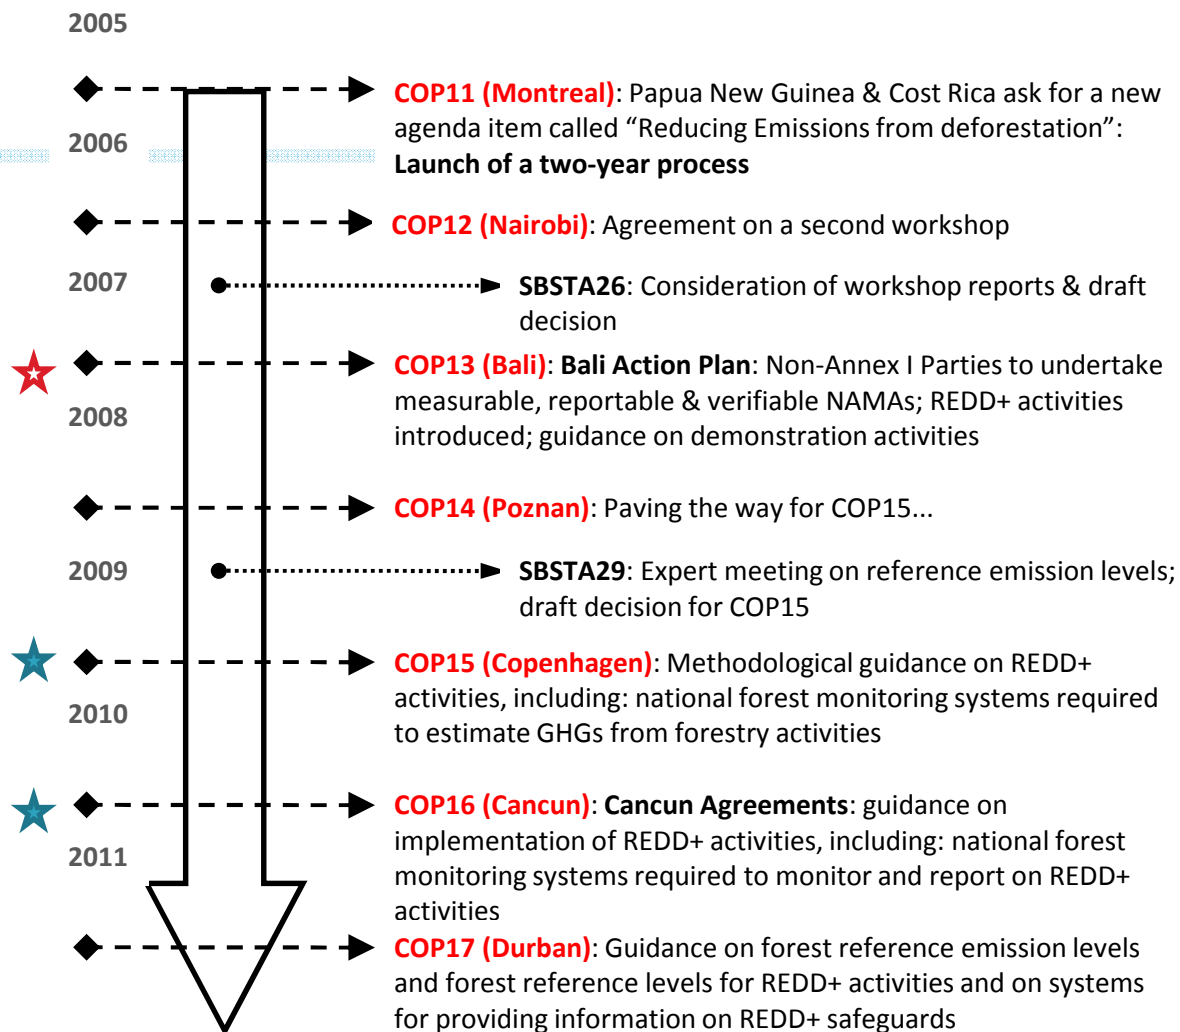 2005
COP11 (Montreal): Papua New Guinea & Cost Rica ask for a new
agenda item called “Reducing Emissions from deforestation”:
Launch of a two-year process
2006
COP12 (Nairobi): Agreement on a second workshop
2007
SBSTA26: Consideration of workshop reports & draft
decision
COP13 (Bali): Bali Action Plan: Non-Annex I Parties to undertake
measurable, reportable & verifiable NAMAs; REDD+ activities
introduced; guidance on demonstration activities
2008
COP14 (Poznan): Paving the way for COP15...
2009
SBSTA29: Expert meeting on reference emission levels;
draft decision for COP15
COP15 (Copenhagen): Methodological guidance on REDD+
activities, including: national forest monitoring systems required
to estimate GHGs from forestry activities
2010
COP16 (Cancun): Cancun Agreements: guidance on
implementation of REDD+ activities, including: national forest
monitoring systems required to monitor and report on REDD+
activities
2011
COP17 (Durban): Guidance on forest reference emission levels
and forest reference levels for REDD+ activities and on systems
for providing information on REDD+ safeguards